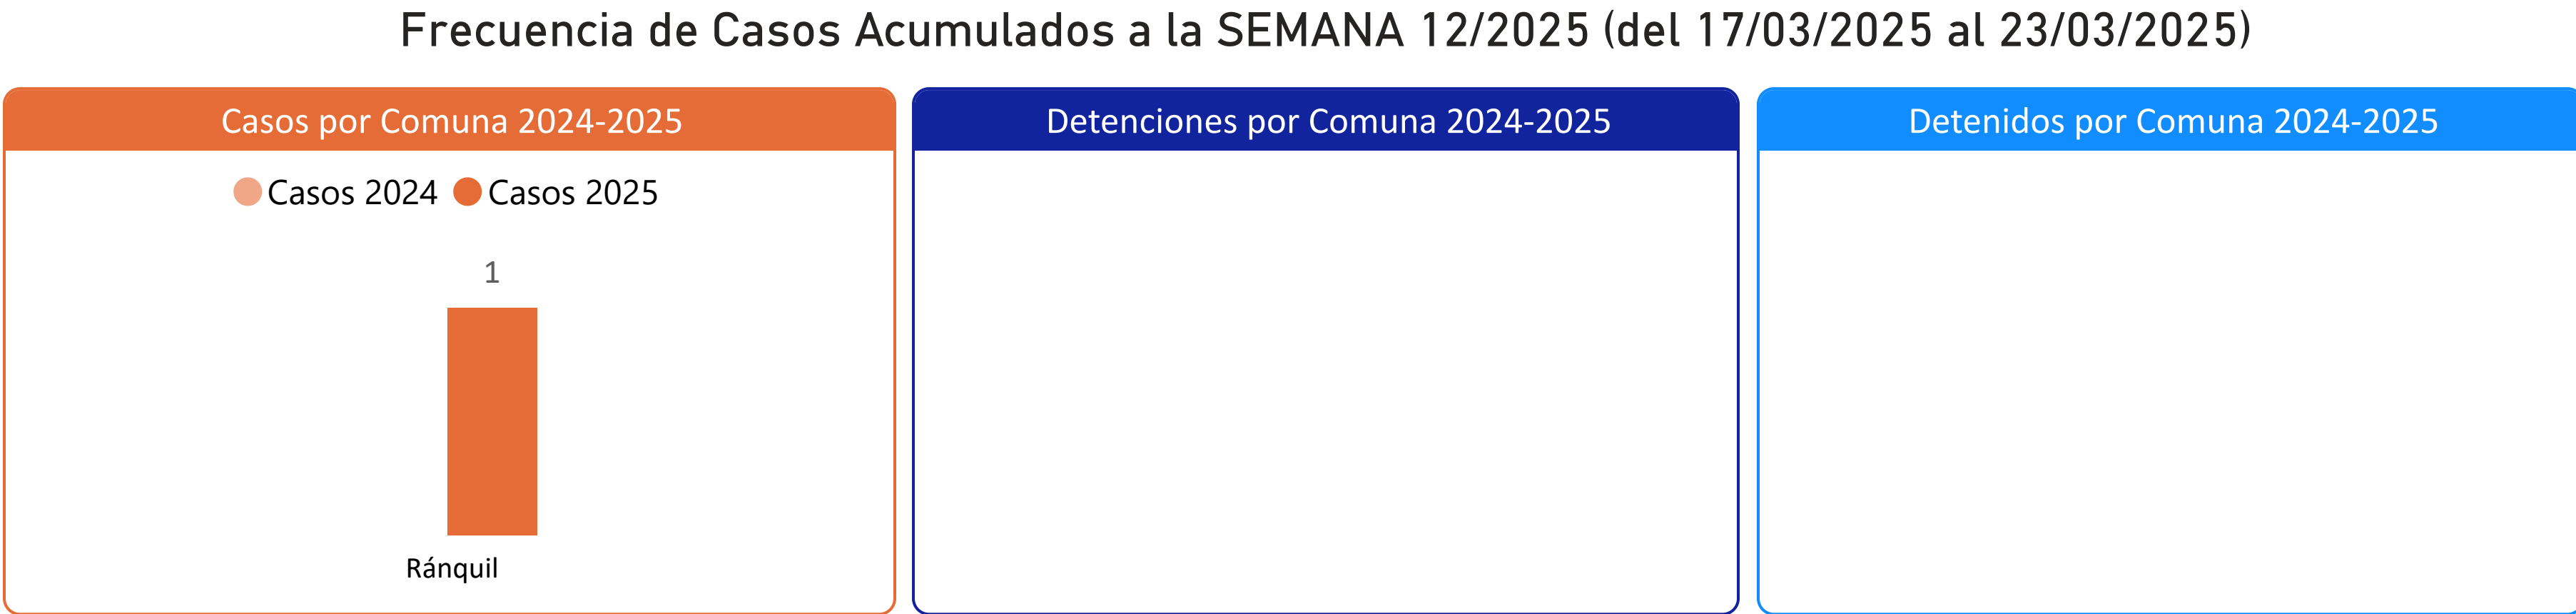 Frecuencia de Casos Acumulados a la SEMANA 12/2025 (del 17/03/2025 al 23/03/2025)
Casos por Comuna 2024-2025
Casos 2024 Casos 2025
1
Ránquil
Detenciones por Comuna 2024-2025
Detenidos por Comuna 2024-2025